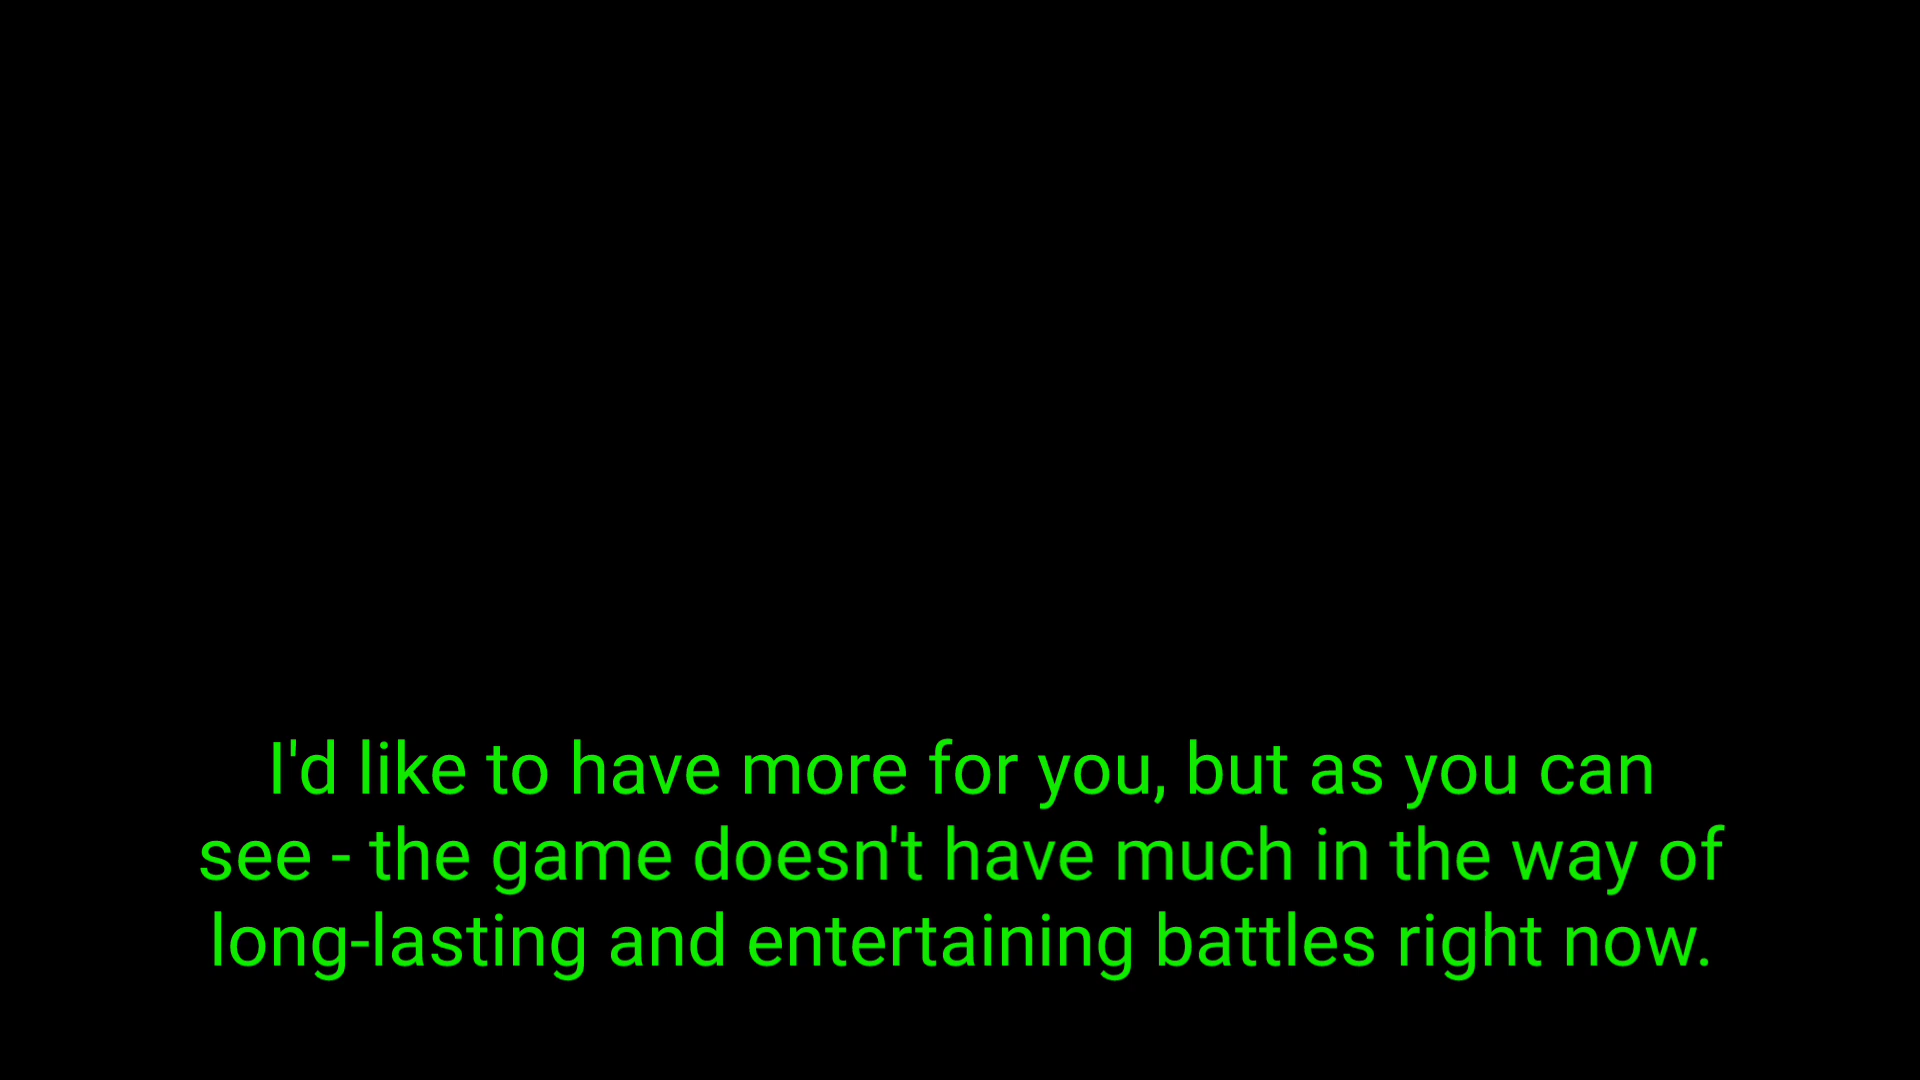 I'd like to have more for you, but as you can
see - the game doesn't have much in the way of
long-lasting and entertaining battles right now.